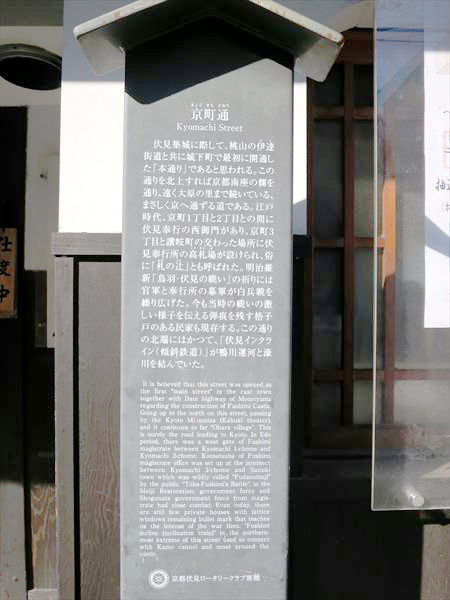 きょう まち どおり
京町通
Kyomachi Street
伏見築城に際して、桃山の伊達
街道と共に城下町で最初に開通し
た「本通り」であると思われる。この
通りを北上すれば京都南座の側を
通り、遠く大原の里まで続いている、
まさしく京へ通ずる道である。江戸
時代、京町1丁目と2丁目との間に
伏見奉行の西御門があり、京町3
丁目と讃岐町の交わった場所に伏
見奉行所の高札場が設けられ、俗
に「札の辻」とも呼ばれた。明治維
新「鳥羽・伏見の戦い」の折りには
官軍と奉行所の幕軍が白兵戦を
繰り広げた。今も当時の戦いの激
しい様子を伝える弾痕を残す格子
戸のある民家も現存する。この通り
の北端にはかつて、「伏見インクラ
イン(傾斜鉄道)」が鴨川運河と濠
川を結んでいた。
It is believed that this street was opened as
the first "main street" in the cast town
together with Date highway of Momoyama
regarding the construction of Fushimi Castle.
Going up to the north on this street, passing
by the Kyoto Minamiza (Kabuki theater),
and it continues to far "Ohara village". This
is surely the road leading to Kyoto. In Edo
period, there was a west gate of Fushimi
magistrate between Kyomachi 1-chome and
Kyomachi 2-chome. Kousatsuba of Fushimi
magistrate office was set up at the intersect
between Kyomachi 3-chome and Sanuki
town which was wildly called "Fudanotsuji"
by the public. "Toba-Fushimi's Battle", in the
Meiji Restoration, government force and
Shogunate government force from magis-
trate had close combat. Even today, there
are still few private houses with lattice
windows remaining bullet mark that teaches
us the intense of the war then. "Fushimi
incline (inclination train)" in the northern-
most extreme of this street used to connect
with Kamo cannel and moat around the
castle.
京都伏見ロータリークラブ寄贈
度中
抽選